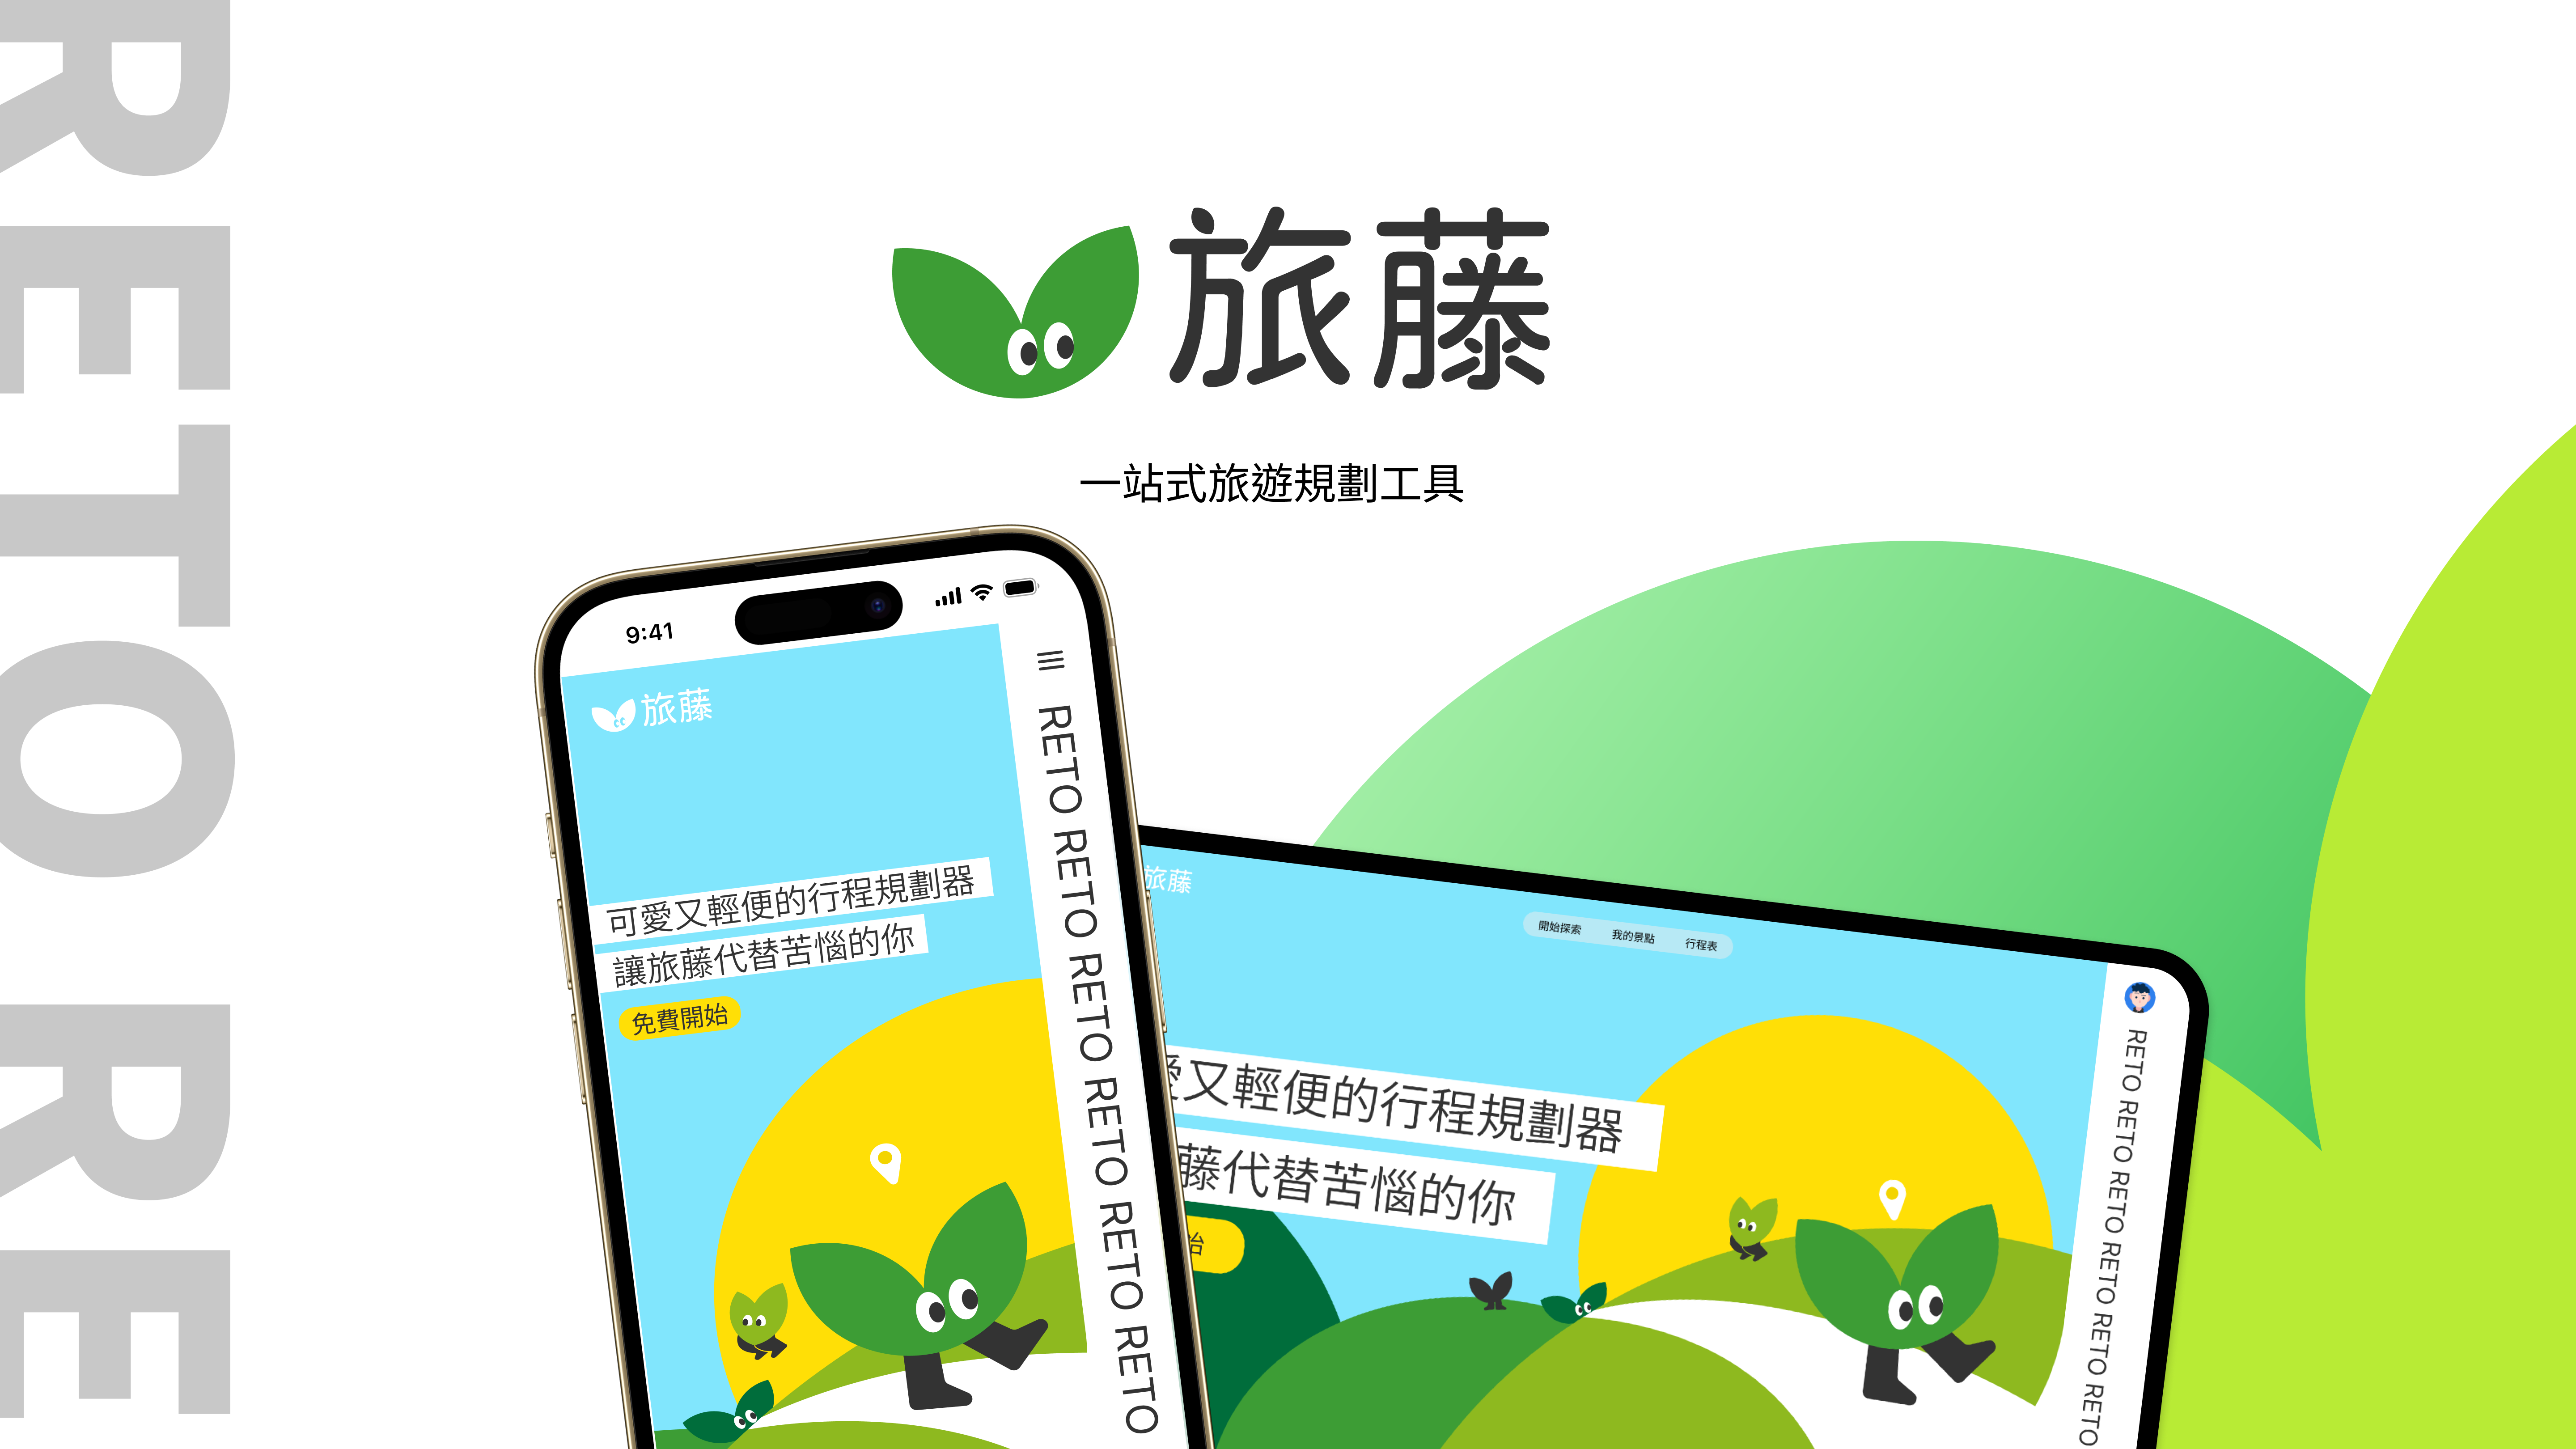 RETO RE
旅藤
一站式旅遊規劃工具
9:41
旅藤
可愛又輕便的行程規劃器
讓旅藤代替苦惱的你
免費開始
RETO RETO RETO RETO RETO RETO
旅藤
開始探索 我的景點 行程表
愛又輕便的行程規劃器
藤代替苦惱的你
始
RETO RETO RETO RETO RETO RETO